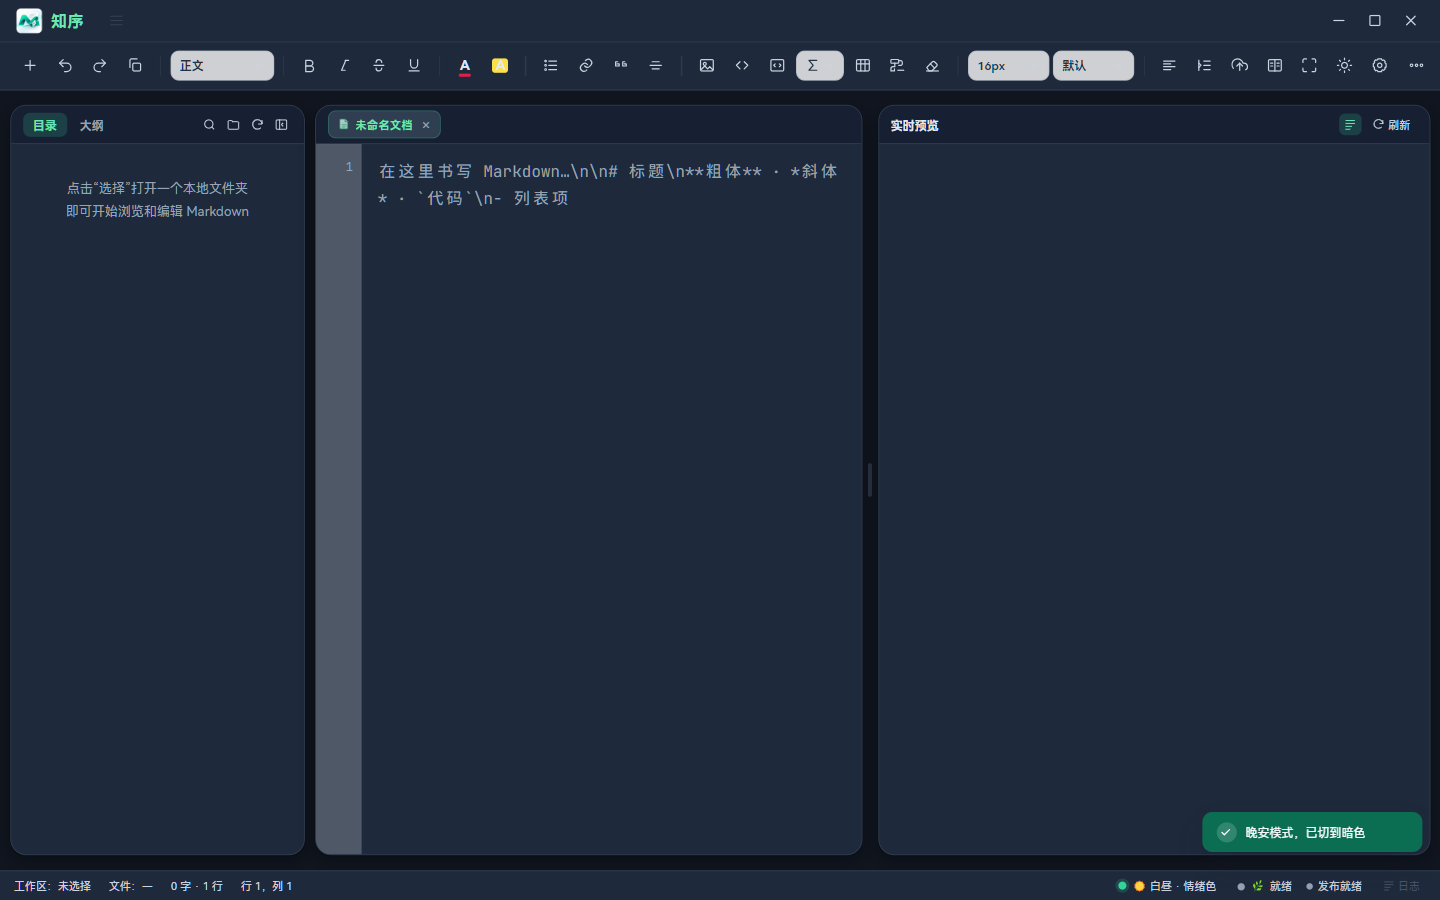 知序
正文
B
A
A
16px
默认
目录
大纲
未命名文档
实时预览
刷新
点击“选择”打开一个本地文件夹
即可开始浏览和编辑 Markdown
1
在这里书写 Markdown…\n\n# 标题\n**粗体** · *斜体
* · `代码`\n- 列表项
晚安模式，已切到暗色
工作区: 未选择
文件: —
0 字 · 1 行
行 1, 列 1
白昼 · 情绪色
就绪
发布就绪
日志